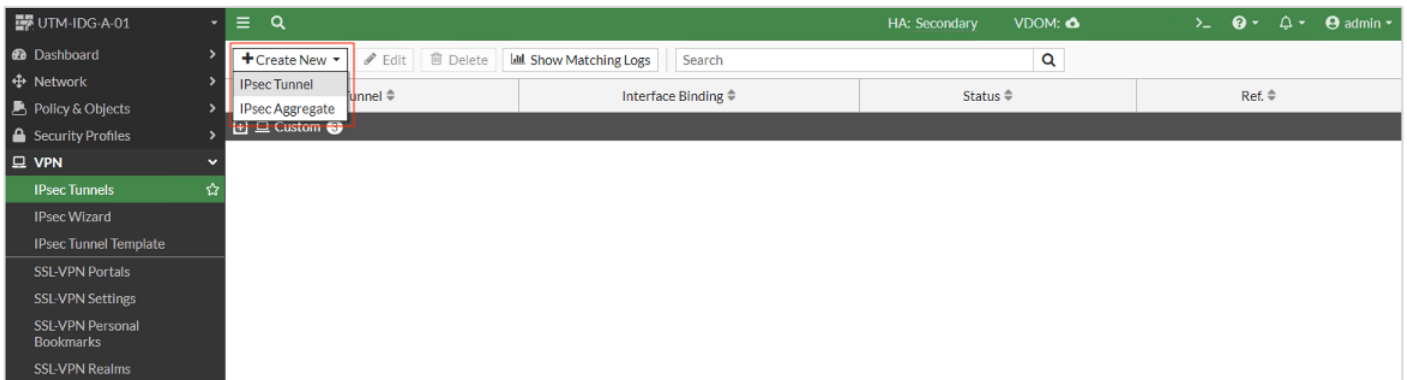 UTM-IDG-A-01
HA: Secondary VDOM:
>_ admin
Dashboard
Network
Policy & Objects
Security Profiles
VPN
IPsec Tunnels
IPsec Wizard
IPsec Tunnel Template
SSL-VPN Portals
SSL-VPN Settings
SSL-VPN Personal
Bookmarks
SSL-VPN Realms
+Create New Edit Delete Show Matching Logs Search
IPsec Tunnel
IPsec Aggregate
unnel Interface Binding Status Ref.
Custom 3